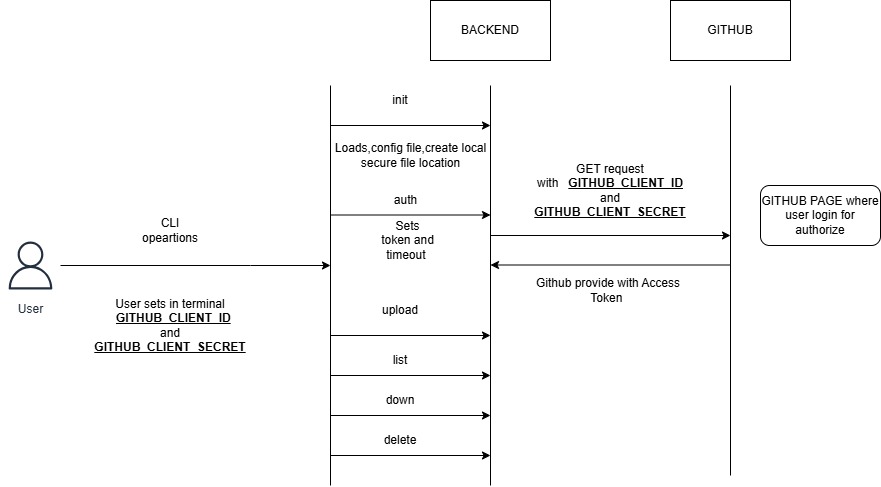 BACKEND
GITHUB
init
Loads,config file,create local
secure file location
auth
Sets
token and
timeout
GET request
with GITHUB_CLIENT_ID
and
GITHUB_CLIENT_SECRET
GITHUB PAGE where
user login for
authorize
CLI
opeartions
User
User sets in terminal
GITHUB_CLIENT_ID
and
GITHUB_CLIENT_SECRET
Github provide with Access
Token
upload
list
down
delete